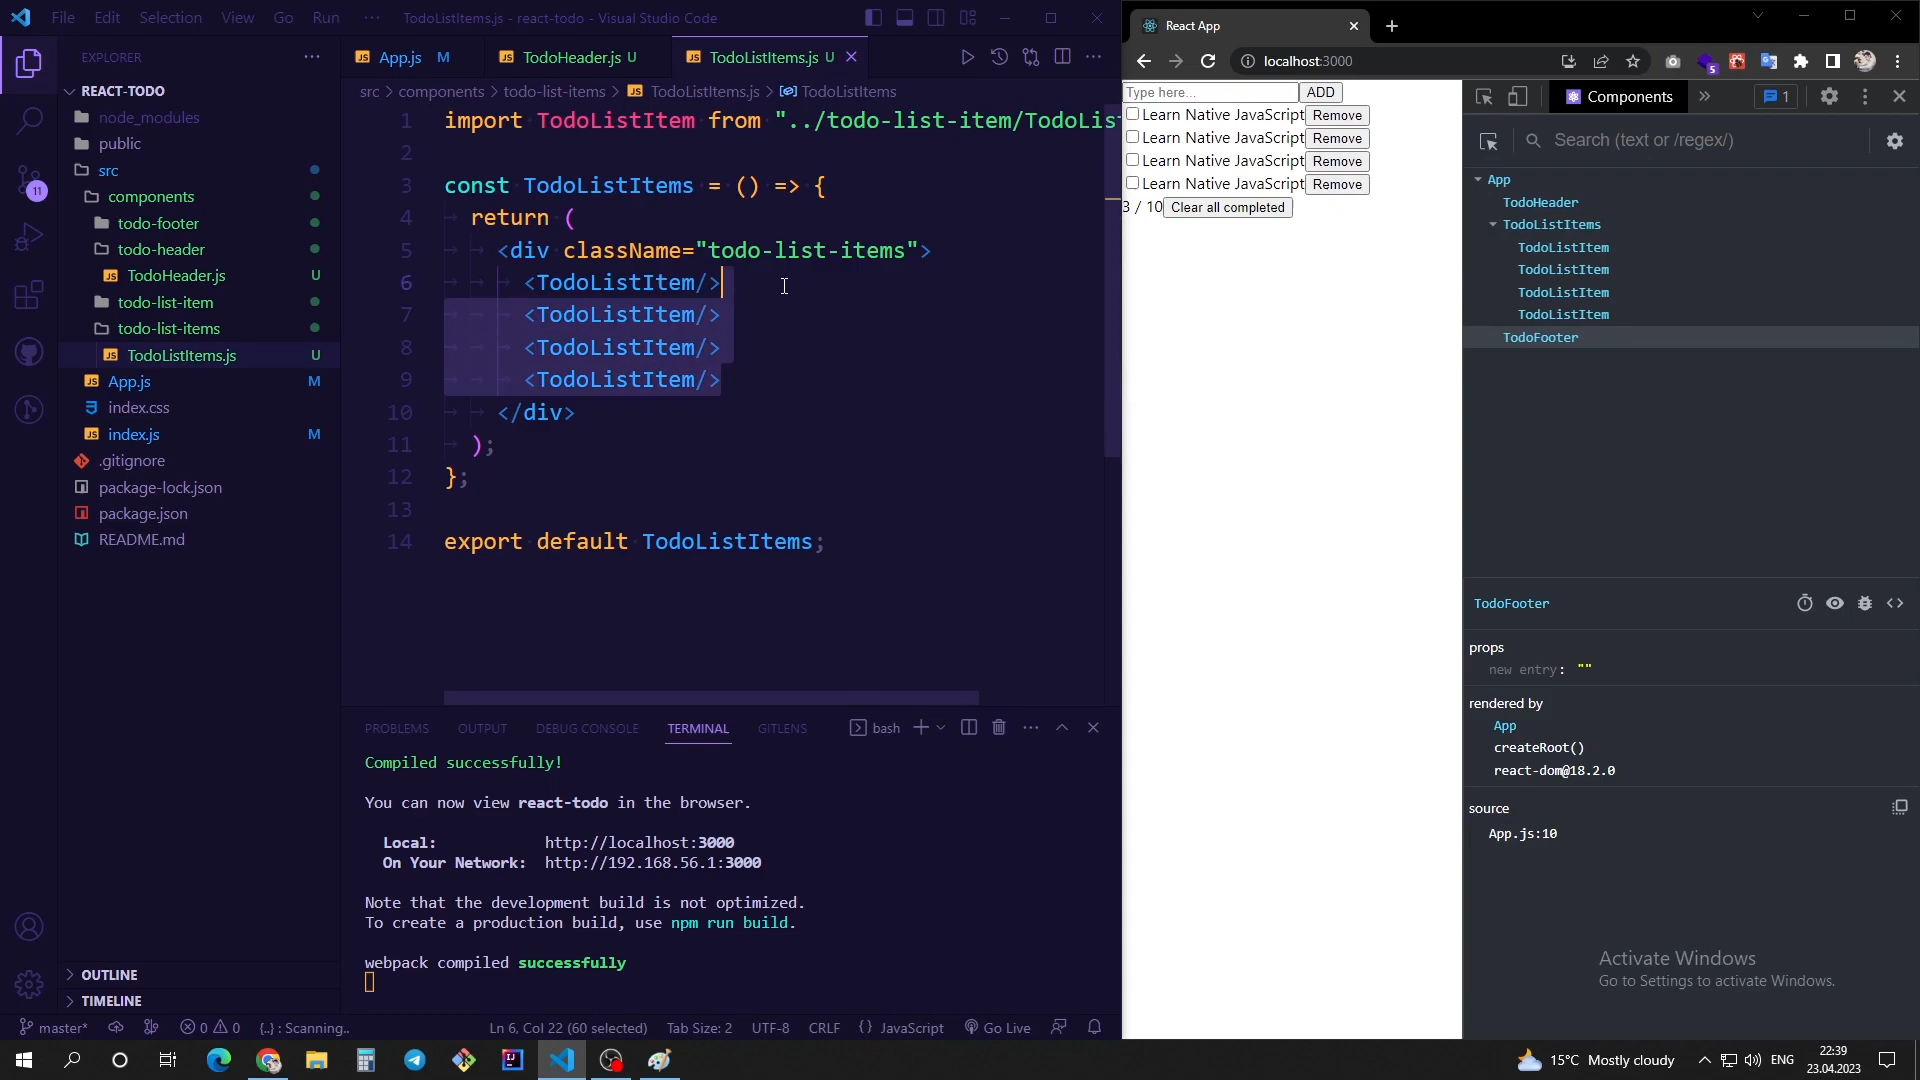 File Edit Selection View Go Run ··· TodoListItems.js - react-todo - Visual Studio Code
EXPLORER
REACT-TODO
node_modules
public
src
components
todo-footer
todo-header
TodoHeader.js U
todo-list-item
todo-list-items
TodoListItems.js U
App.js M
index.css
index.js M
.gitignore
package-lock.json
package.json
README.md
OUTLINE
TIMELINE
11
App.js M TodoHeader.js U TodoListItems.js U
src > components > todo-list-items > TodoListItems.js > TodoListItems
1 import TodoListItem from "../todo-list-item/TodoLis
2
3 const TodoListItems = () => {
4 return (
5 <div className="todo-list-items">
6 <TodoListItem/>
7 <TodoListItem/>
8 <TodoListItem/>
9 <TodoListItem/>
10 </div>
11 );
12 };
13
14 export default TodoListItems;
PROBLEMS OUTPUT DEBUG CONSOLE TERMINAL GITLENS bash
Compiled successfully!
You can now view react-todo in the browser.
Local: http://localhost:3000
On Your Network: http://192.168.56.1:3000
Note that the development build is not optimized.
To create a production build, use npm run build.
webpack compiled successfully
master* 0 0 {..} : Scanning.. Ln 6, Col 22 (60 selected) Tab Size: 2 UTF-8 CRLF {} JavaScript Go Live
React App
localhost:3000
5
Type here... ADD
Learn Native JavaScript Remove
Learn Native JavaScript Remove
Learn Native JavaScript Remove
Learn Native JavaScript Remove
3 / 10 Clear all completed
Components 1
Search (text or /regex/)
App
TodoHeader
TodoListItems
TodoListItem
TodoListItem
TodoListItem
TodoListItem
TodoFooter
TodoFooter
props
new entry: ""
rendered by
App
createRoot()
react-dom@18.2.0
source
App.js:10
Activate Windows
Go to Settings to activate Windows.
15°C Mostly cloudy ENG 22:39
23.04.2023